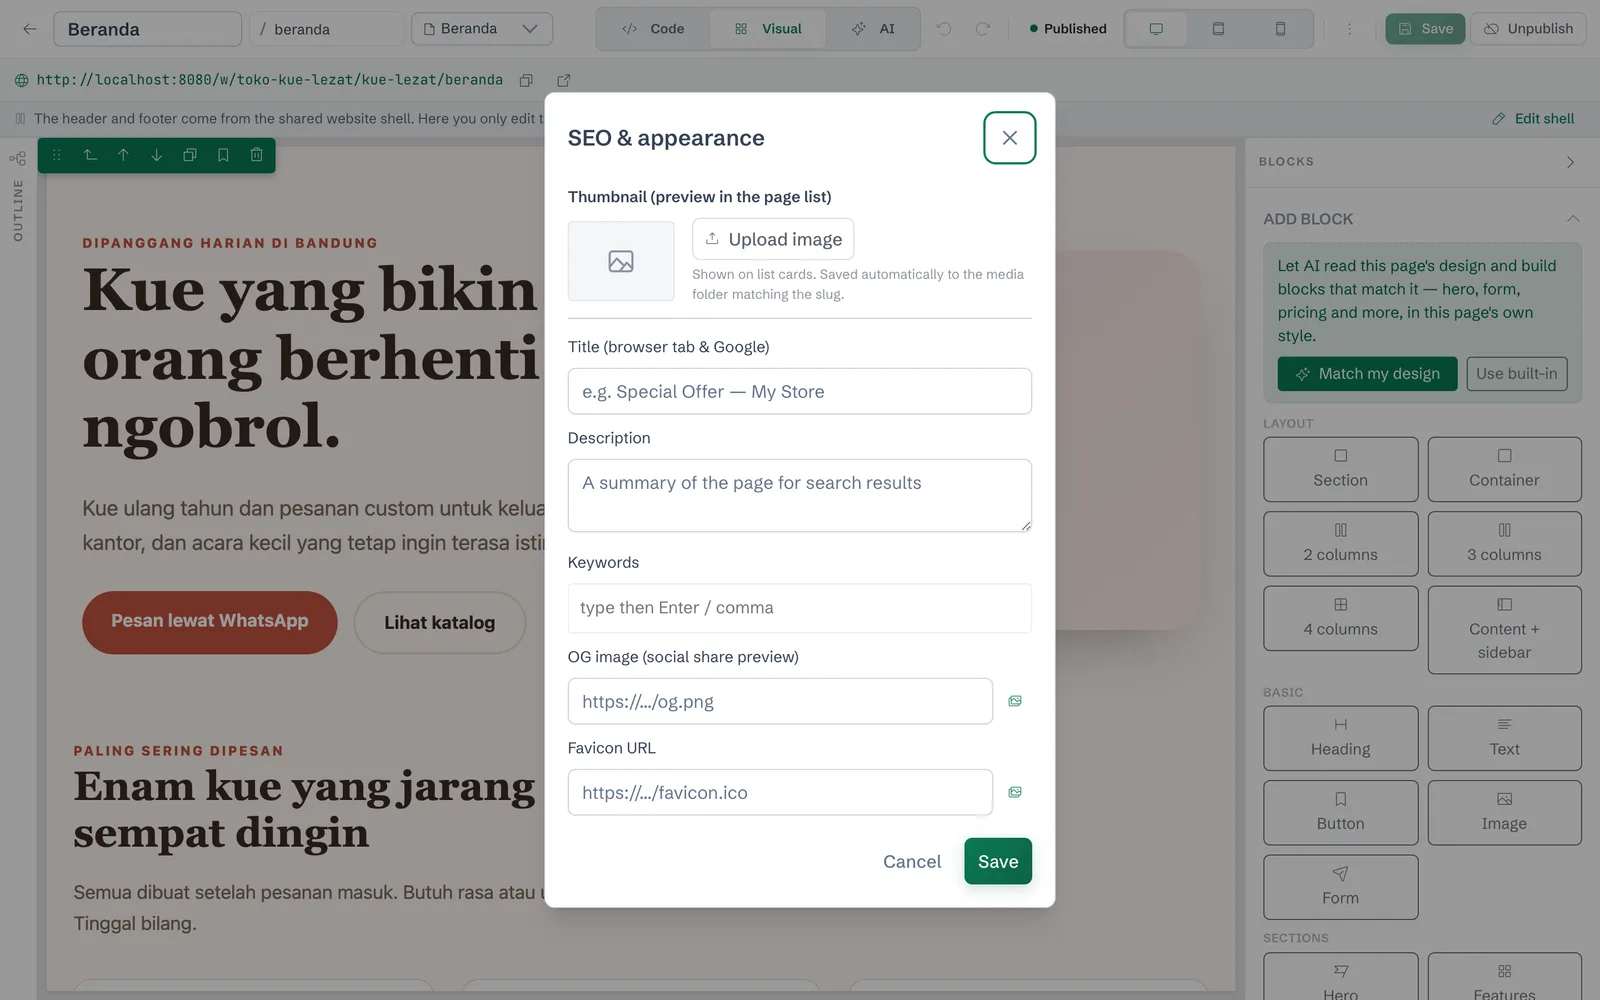 Beranda
/ beranda
Beranda
Code
Visual
AI
Published
Save
Unpublish
http://localhost:8080/w/toko-kue-lezat/kue-lezat/beranda
The header and footer come from the shared website shell. Here you only edit t
Edit shell
OUTLINE
DIPANGGANG HARIAN DI BANDUNG
Kue yang bikin
orang berhenti
ngobrol.
Kue ulang tahun dan pesanan custom untuk kelua
kantor, dan acara kecil yang tetap ingin terasa isti
Pesan lewat WhatsApp
Lihat katalog
PALING SERING DIPESAN
Enam kue yang jarang
sempat dingin
Semua dibuat setelah pesanan masuk. Butuh rasa atau u
Tinggal bilang.
SEO & appearance
Thumbnail (preview in the page list)
Upload image
Shown on list cards. Saved automatically to the media
folder matching the slug.
Title (browser tab & Google)
e.g. Special Offer — My Store
Description
A summary of the page for search results
Keywords
type then Enter / comma
OG image (social share preview)
https://.../og.png
Favicon URL
https://.../favicon.ico
Cancel
Save
BLOCKS
ADD BLOCK
Let AI read this page's design and build
blocks that match it — hero, form,
pricing and more, in this page's own
style.
Match my design
Use built-in
LAYOUT
Section
Container
2 columns
3 columns
4 columns
Content +
sidebar
BASIC
Heading
Text
Button
Image
Form
SECTIONS
Hero
Features